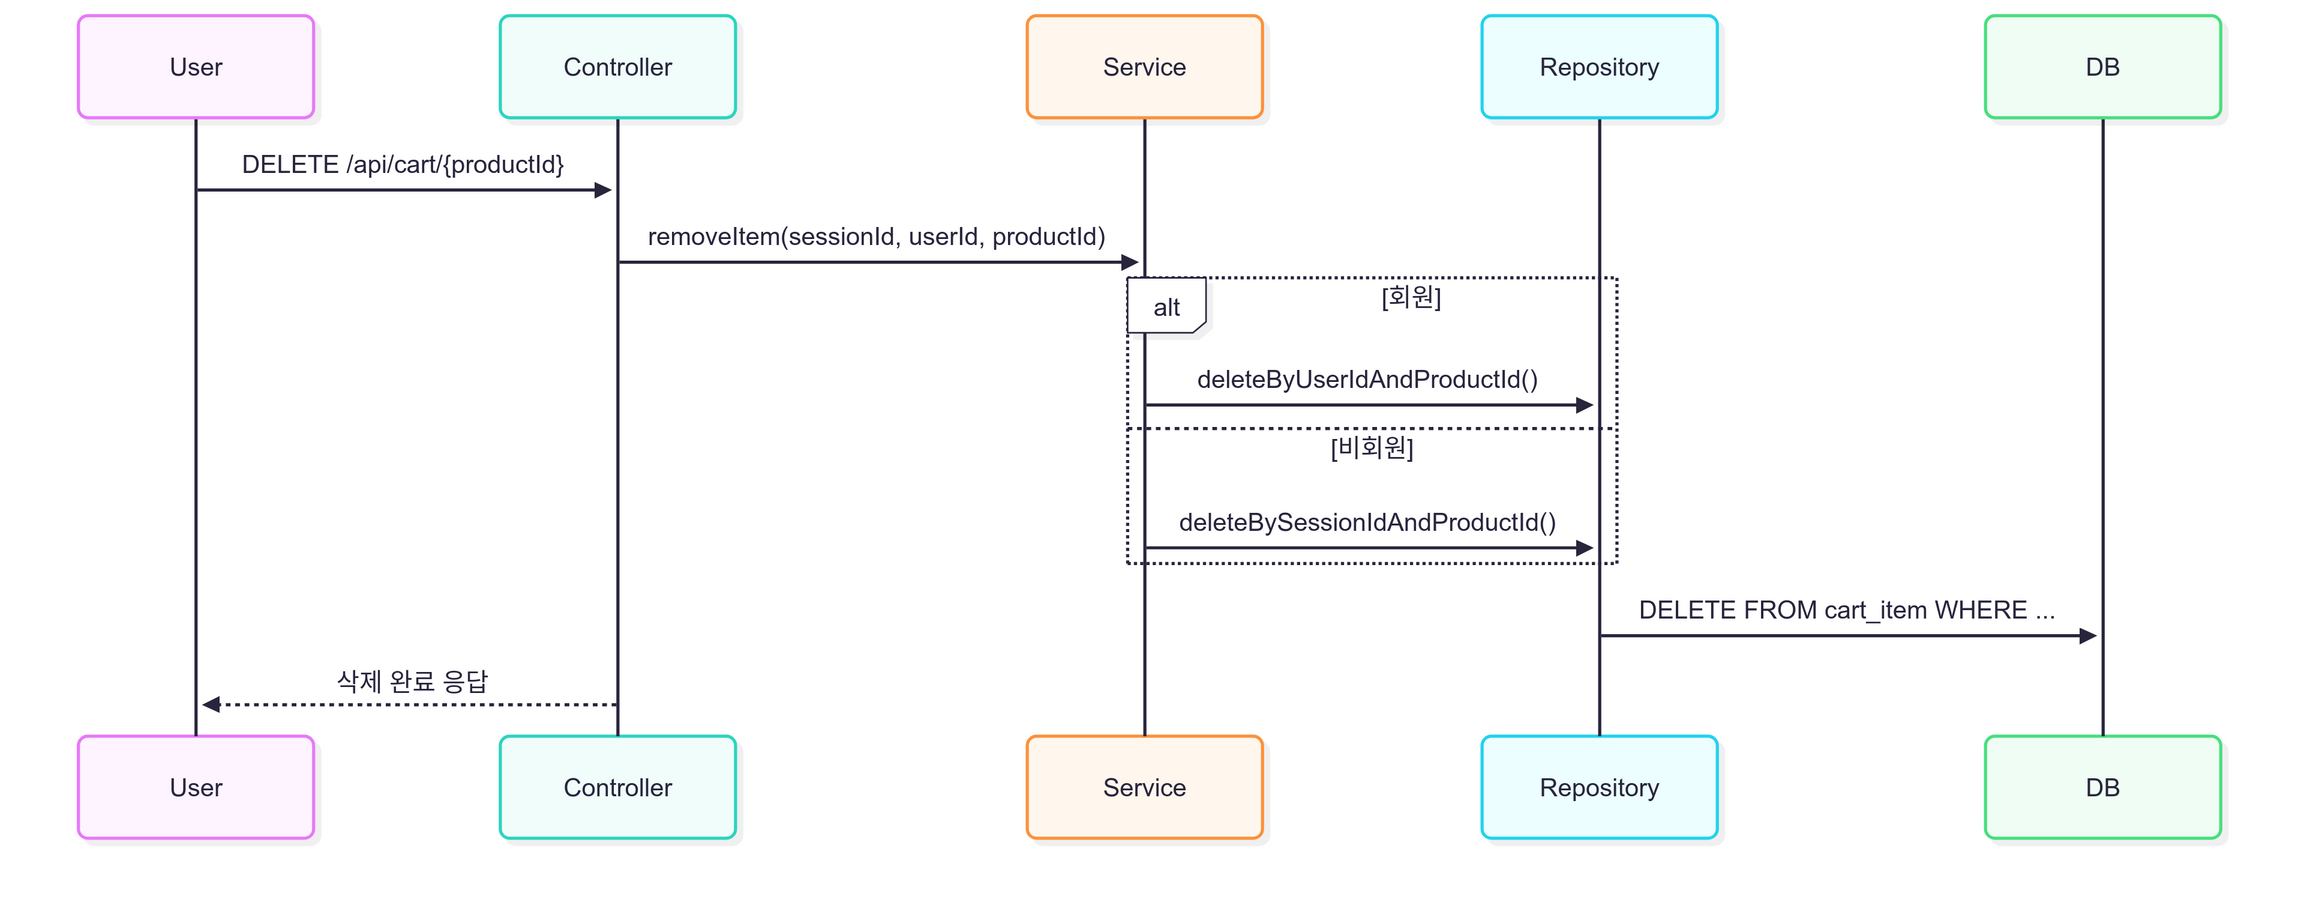 User
Controller
Service
Repository
DB
DELETE /api/cart/{productId}
removeItem(sessionId, userId, productId)
alt
[회원]
deleteByUserIdAndProductId()
[비회원]
deleteBySessionIdAndProductId()
DELETE FROM cart_item WHERE ...
삭제 완료 응답
User
Controller
Service
Repository
DB